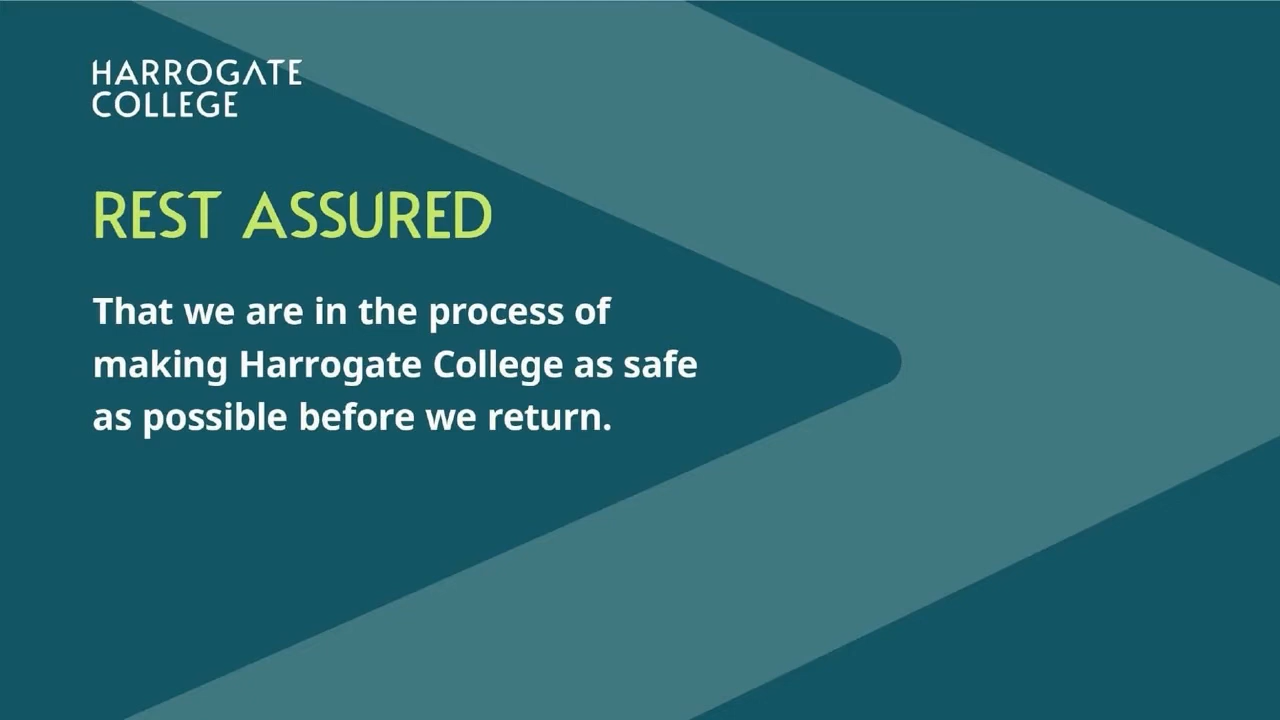 HARROGATE
COLLEGE
REST ASSURED
That we are in the process of
making Harrogate College as safe
as possible before we return.